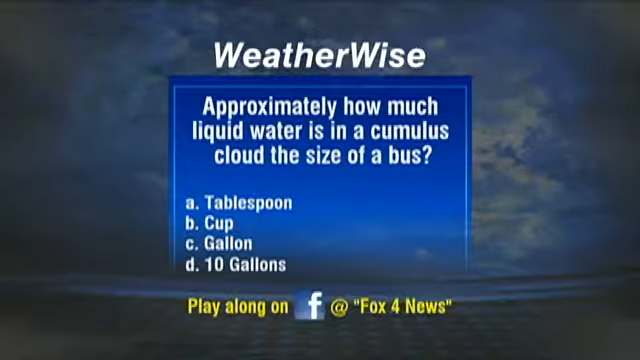 WeatherWise
Approximately how much
liquid water is in a cumulus
cloud the size of a bus?
a. Tablespoon
b. Cup
c. Gallon
d. 10 Gallons
Play along on f @ "Fox 4 News"